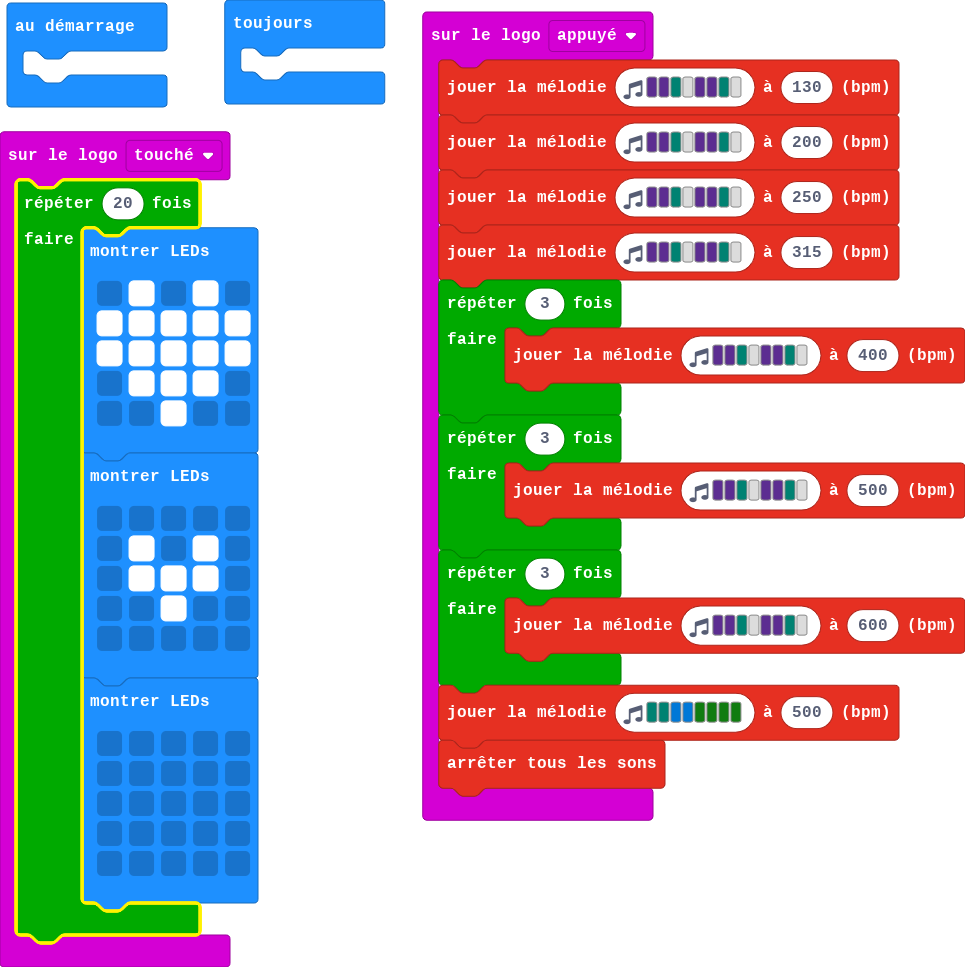 au démarrage
toujours
sur le logo touché
répéter 20 fois
faire
montrer LEDs
montrer LEDs
montrer LEDs
sur le logo appuyé
jouer la mélodie à 130 (bpm)
jouer la mélodie à 200 (bpm)
jouer la mélodie à 250 (bpm)
jouer la mélodie à 315 (bpm)
répéter 3 fois
faire jouer la mélodie à 400 (bpm)
répéter 3 fois
faire jouer la mélodie à 500 (bpm)
répéter 3 fois
faire jouer la mélodie à 600 (bpm)
jouer la mélodie à 500 (bpm)
arrêter tous les sons